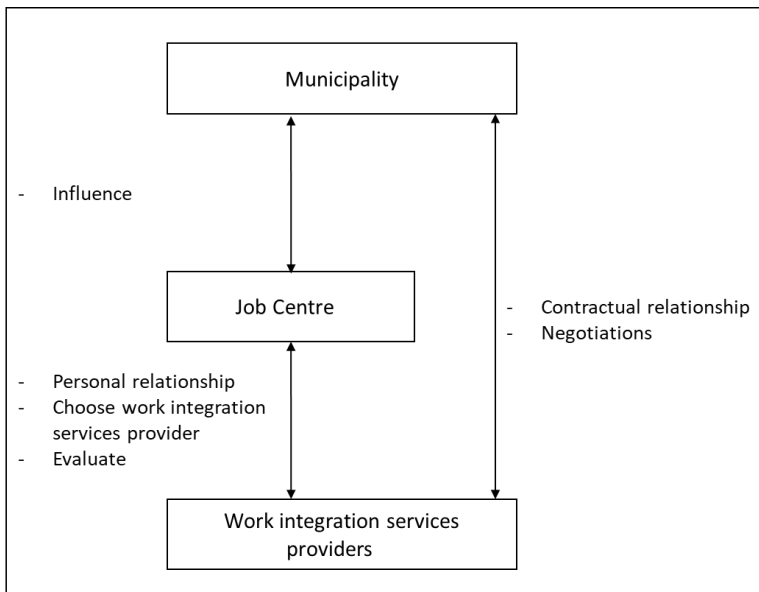 Municipality
- Influence
Job Centre
- Contractual relationship
- Negotiations
- Personal relationship
- Choose work integration
services provider
- Evaluate
Work integration services
providers